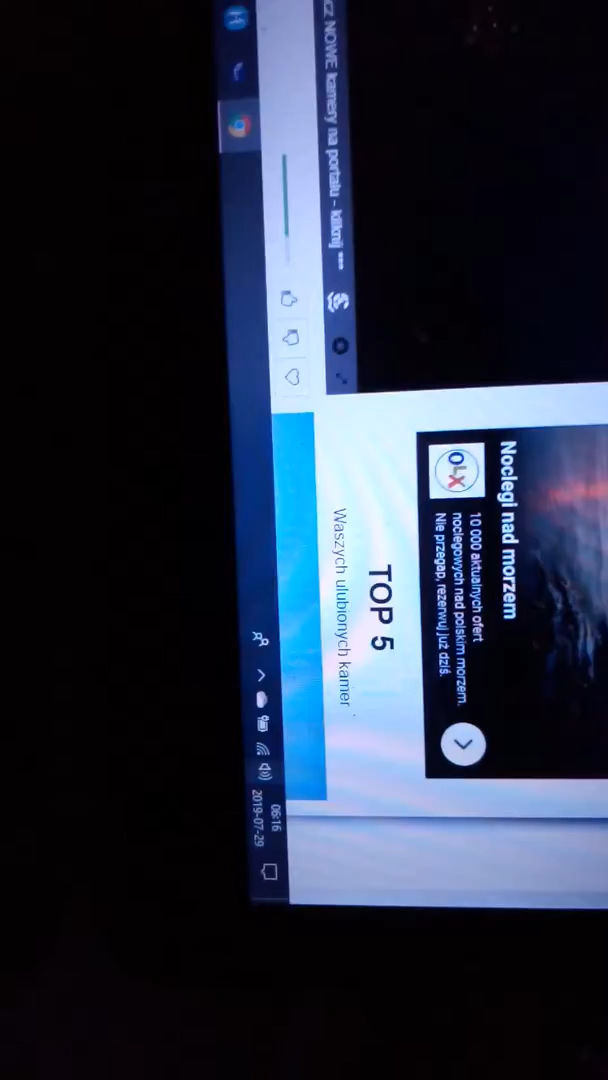 NOWE kamery na portalu - kliknij ***
OLX
Noclegi nad morzem
10 000 aktualnych ofert
noclegowych nad polskim morzem.
Nie przegap, rezerwuj już dziś.
TOP 5
Waszych ulubionych kamer
06:16
2019-07-29